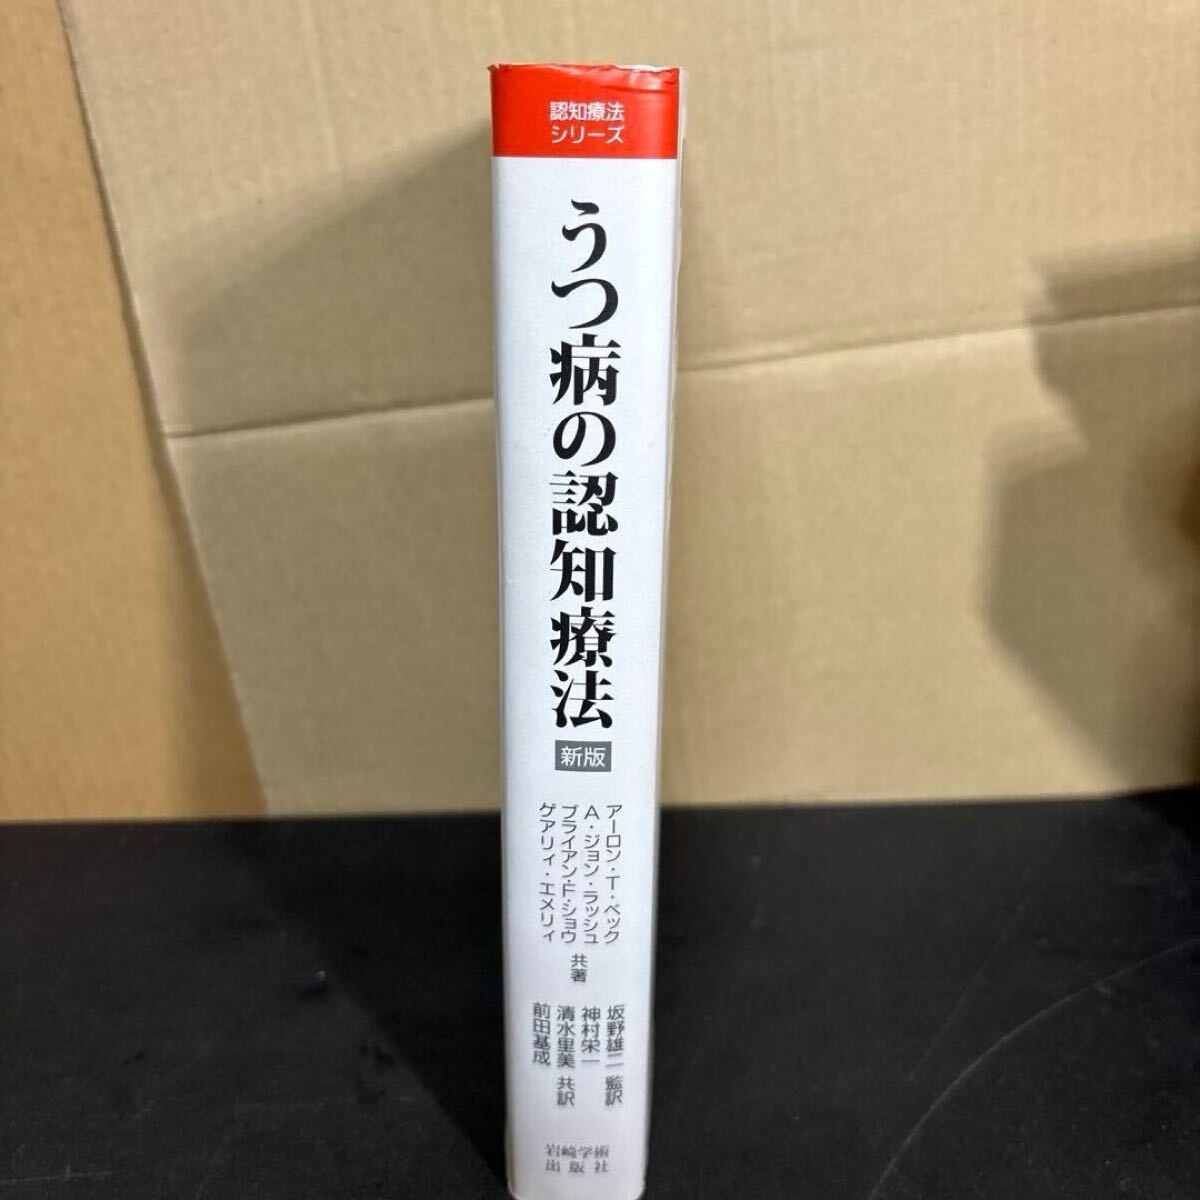 認知療法
シリーズ
うつ病の認知療法
新版
アーロン・T・ベック
A・ジョン・ラッシュ
ブライアン・F・ショウ
ゲアリィ・エメリィ
共著
坂野雄二 監訳
神村栄一
清水里美
前田基成
共訳
岩崎学術
出版社